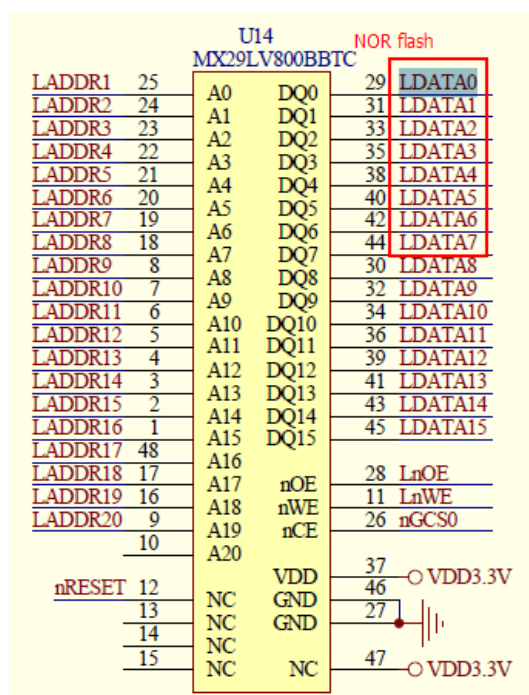 U14 NOR flash
MX29LV800BBTC
LADDR1 25 A0 DQ0 29 LDATA0
LADDR2 24 A1 DQ1 31 LDATA1
LADDR3 23 A2 DQ2 33 LDATA2
LADDR4 22 A3 DQ3 35 LDATA3
LADDR5 21 A4 DQ4 38 LDATA4
LADDR6 20 A5 DQ5 40 LDATA5
LADDR7 19 A6 DQ6 42 LDATA6
LADDR8 18 A7 DQ7 44 LDATA7
LADDR9 8 A8 DQ8 30 LDATA8
LADDR10 7 A9 DQ9 32 LDATA9
LADDR11 6 A10 DQ10 34 LDATA10
LADDR12 5 A11 DQ11 36 LDATA11
LADDR13 4 A12 DQ12 39 LDATA12
LADDR14 3 A13 DQ13 41 LDATA13
LADDR15 2 A14 DQ14 43 LDATA14
LADDR16 1 A15 DQ15 45 LDATA15
LADDR17 48 A16
LADDR18 17 A17 nOE 28 LnOE
LADDR19 16 A18 nWE 11 LnWE
LADDR20 9 A19 nCE 26 nGCS0
10 A20
VDD 37 VDD3.3V
nRESET 12 NC GND 46
13 NC GND 27
14 NC
15 NC NC 47 VDD3.3V